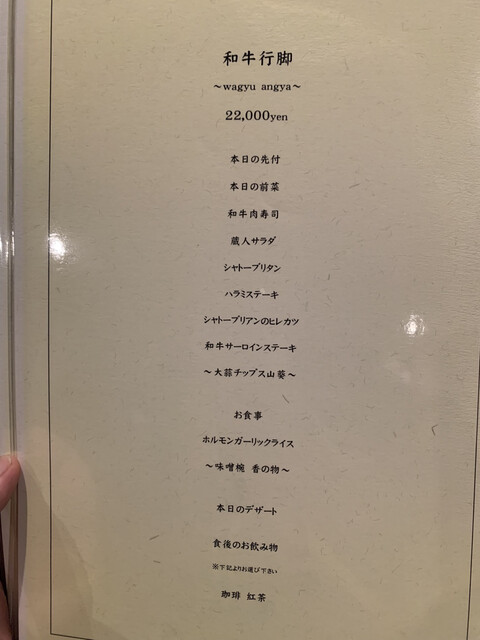 和牛行脚
～wagyu angya～
22,000yen
本日の先付
本日の前菜
和牛肉寿司
蔵人サラダ
シャトーブリタン
ハラミステーキ
シャトーブリアンのヒレカツ
和牛サーロインステーキ
～大蒜チップス山葵～
お食事
ホルモンガーリックライス
～味噌椀 香の物～
本日のデザート
食後のお飲み物
※下記よりお選び下さい
珈琲 紅茶